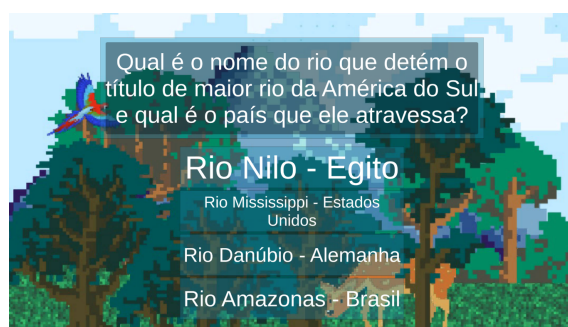 Qual é o nome do rio que detém o
título de maior rio da América do Sul
e qual é o país que ele atravessa?
Rio Nilo - Egito
Rio Mississippi - Estados
Unidos
Rio Danúbio - Alemanha
Rio Amazonas - Brasil